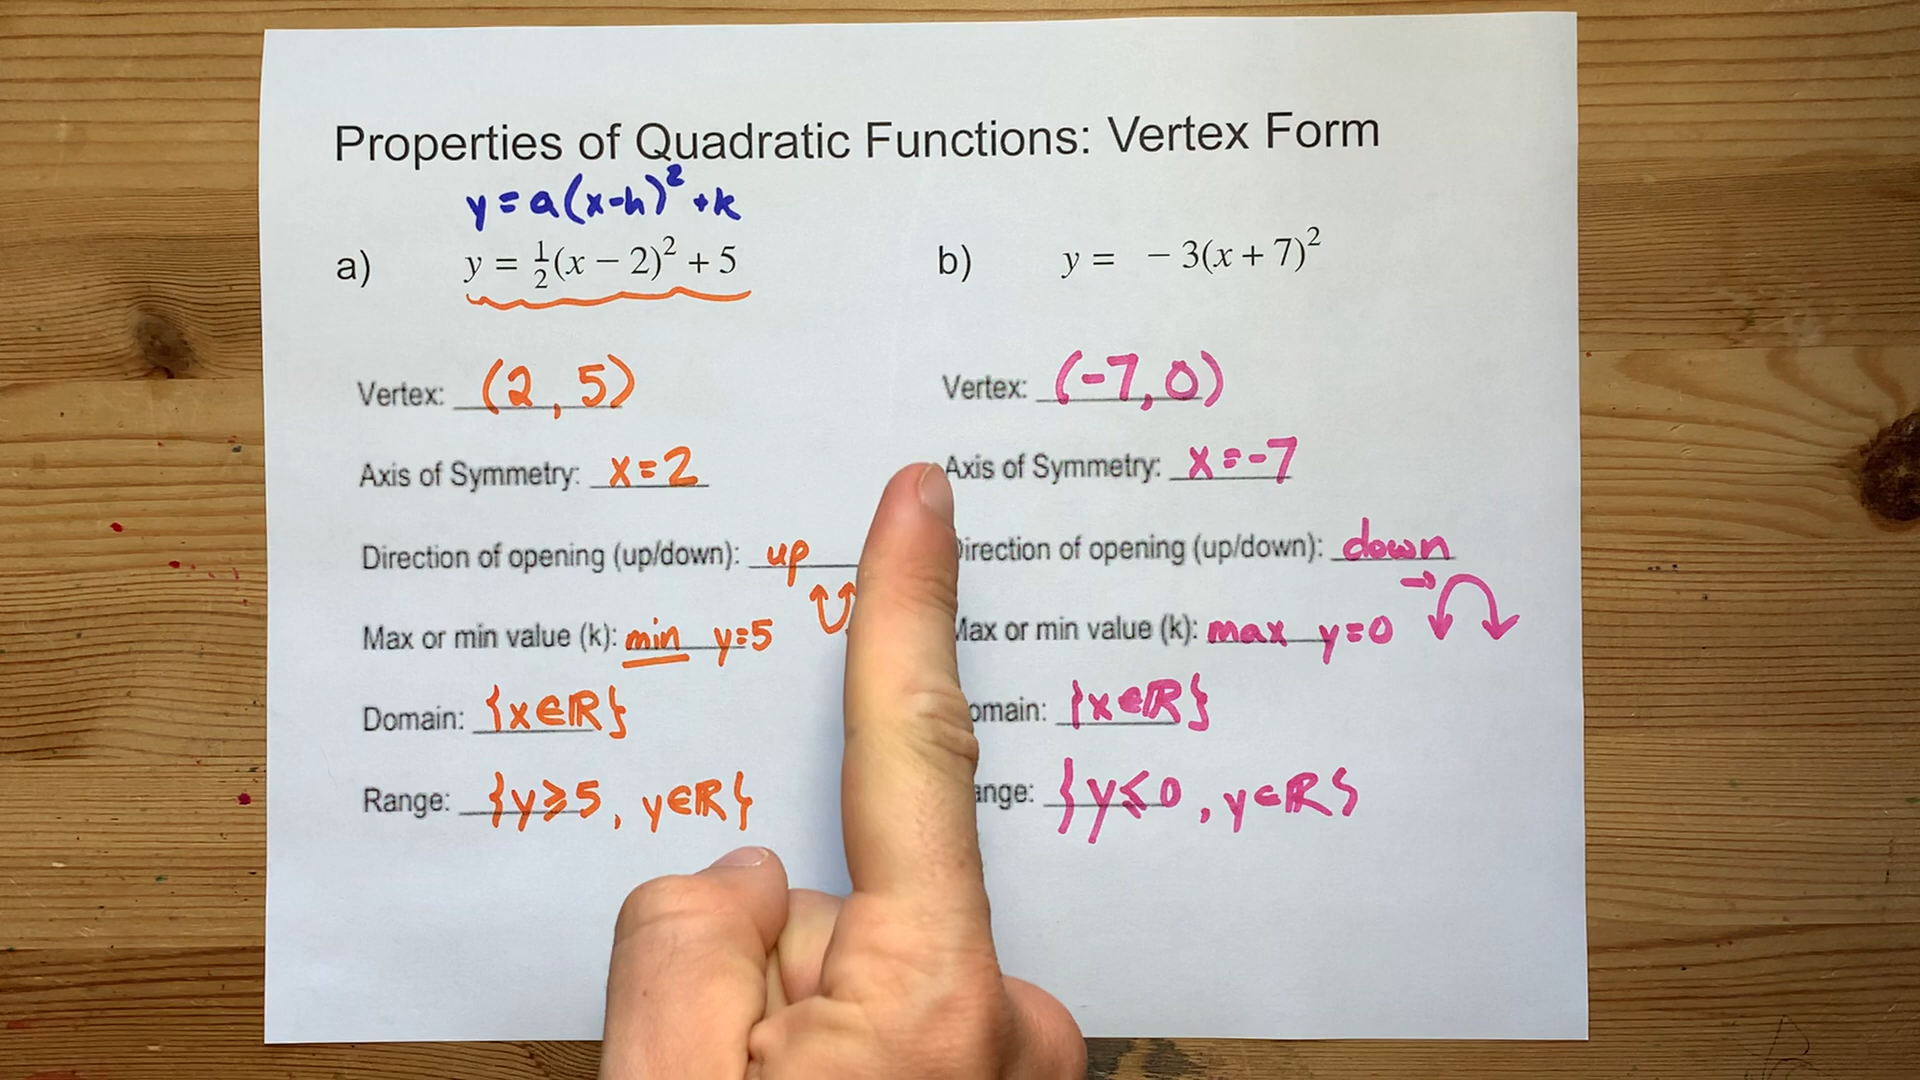 Properties of Quadratic Functions: Vertex Form
y = a(x-h)² + k
a) y = ½(x − 2)² + 5
Vertex: (2, 5)
Axis of Symmetry: x = 2
Direction of opening (up/down): up
Max or min value (k): min y = 5
Domain: {x∈ℝ}
Range: {y ≥ 5, y∈ℝ}
b) y = − 3(x + 7)²
Vertex: (-7, 0)
Axis of Symmetry: x = -7
irection of opening (up/down): down
Max or min value (k): max y = 0
omain: {x∈ℝ}
ange: {y ≤ 0, y∈ℝ}